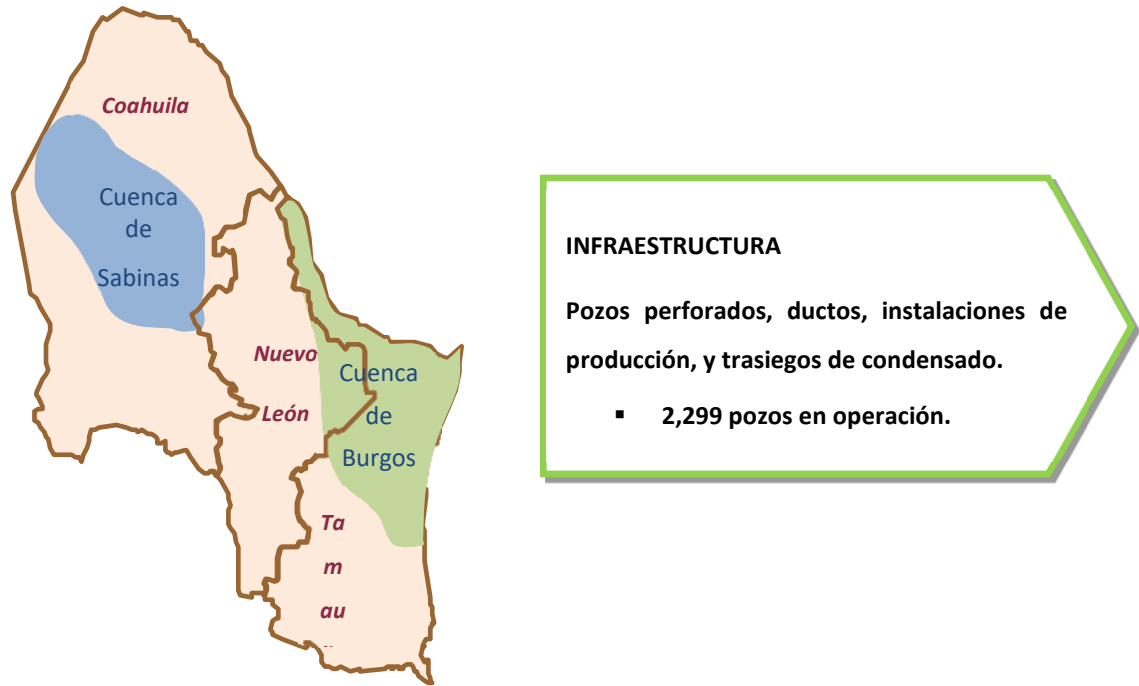 Coahuila
Cuenca
de
Sabinas
Nuevo
León
Cuenca
de
Burgos
Ta
m
au
INFRAESTRUCTURA
Pozos perforados, ductos, instalaciones de
producción, y trasiegos de condensado.
▪ 2,299 pozos en operación.